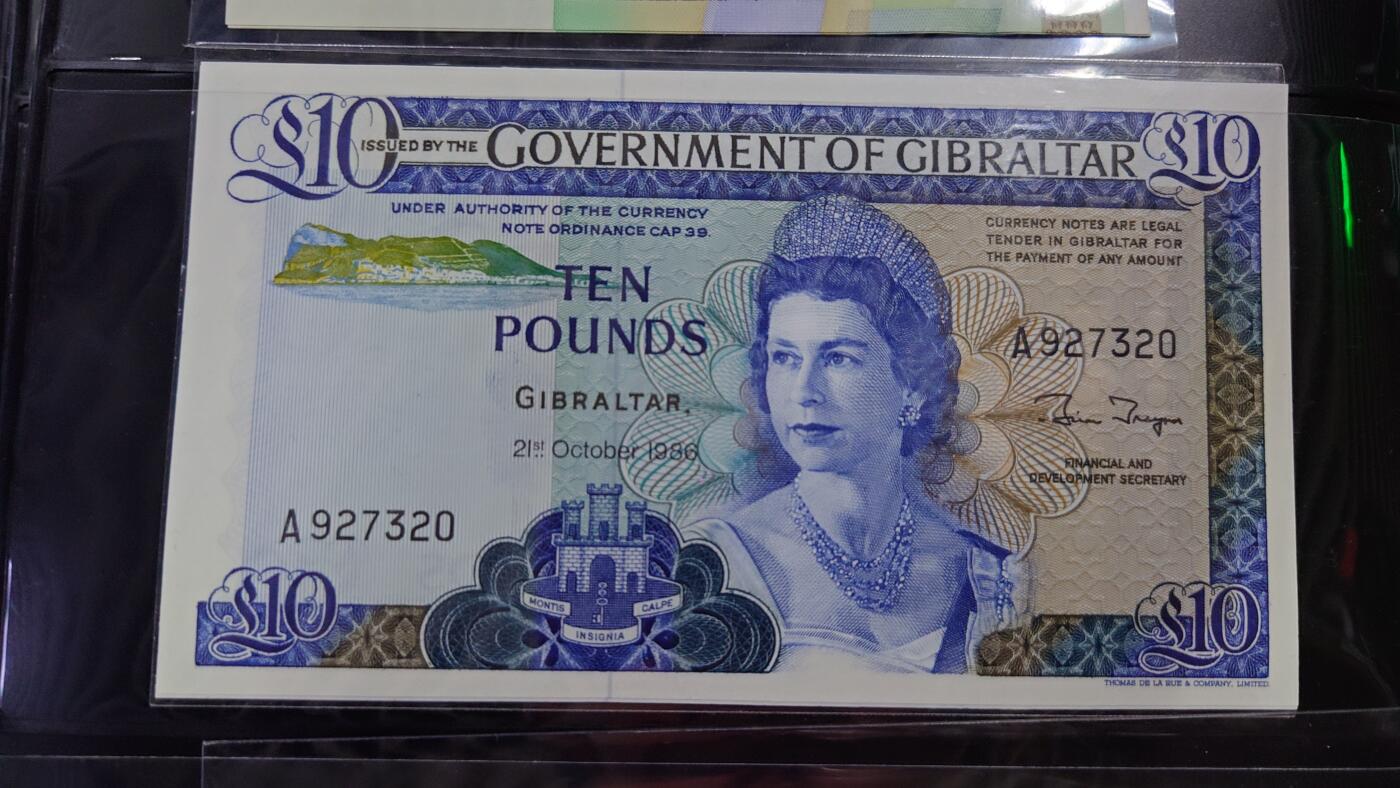 £10 ISSUED BY THE GOVERNMENT OF GIBRALTAR £10
UNDER AUTHORITY OF THE CURRENCY
NOTE ORDINANCE CAP 39.
CURRENCY NOTES ARE LEGAL
TENDER IN GIBRALTAR FOR
THE PAYMENT OF ANY AMOUNT
TEN
POUNDS
A927320
GIBRALTAR,
21st October 1986
FINANCIAL AND
DEVELOPMENT SECRETARY
A927320
MONTIS CALPE
INSIGNIA
£10 £10
THOMAS DE LA RUE & COMPANY, LIMITED.